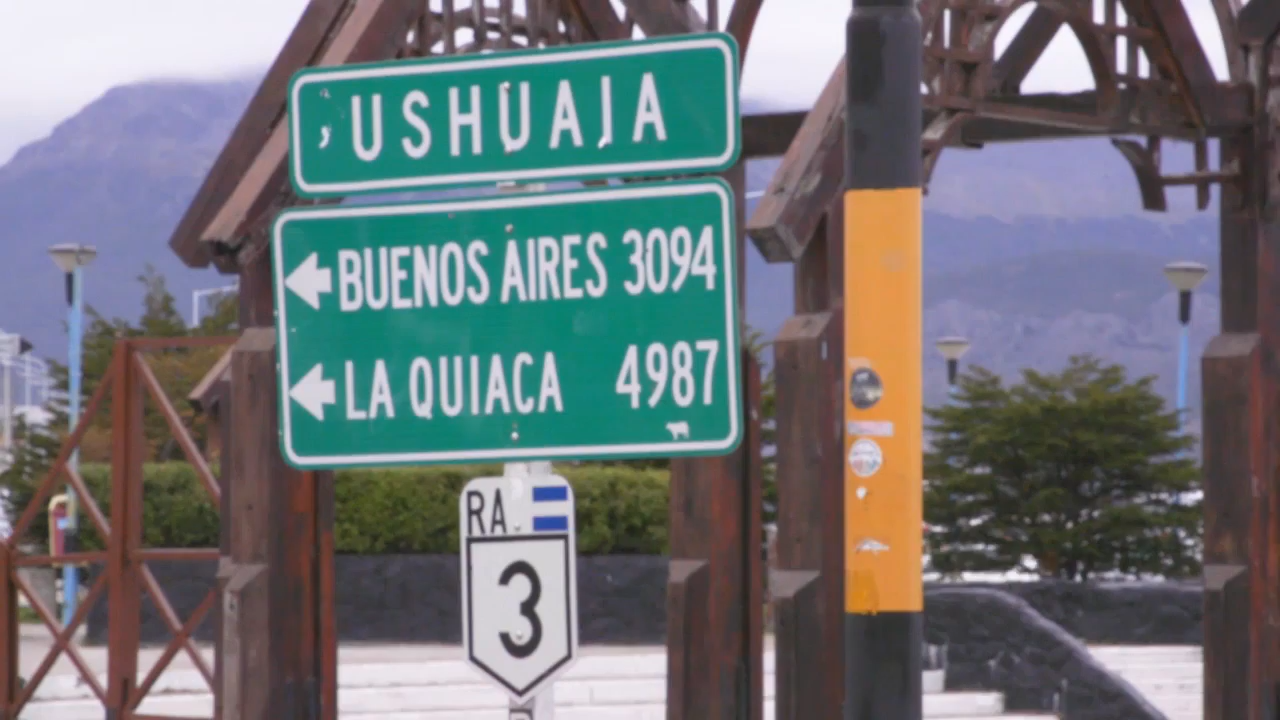 USHUAIA
BUENOS AIRES 3094
LA QUIACA 4987
RA
3